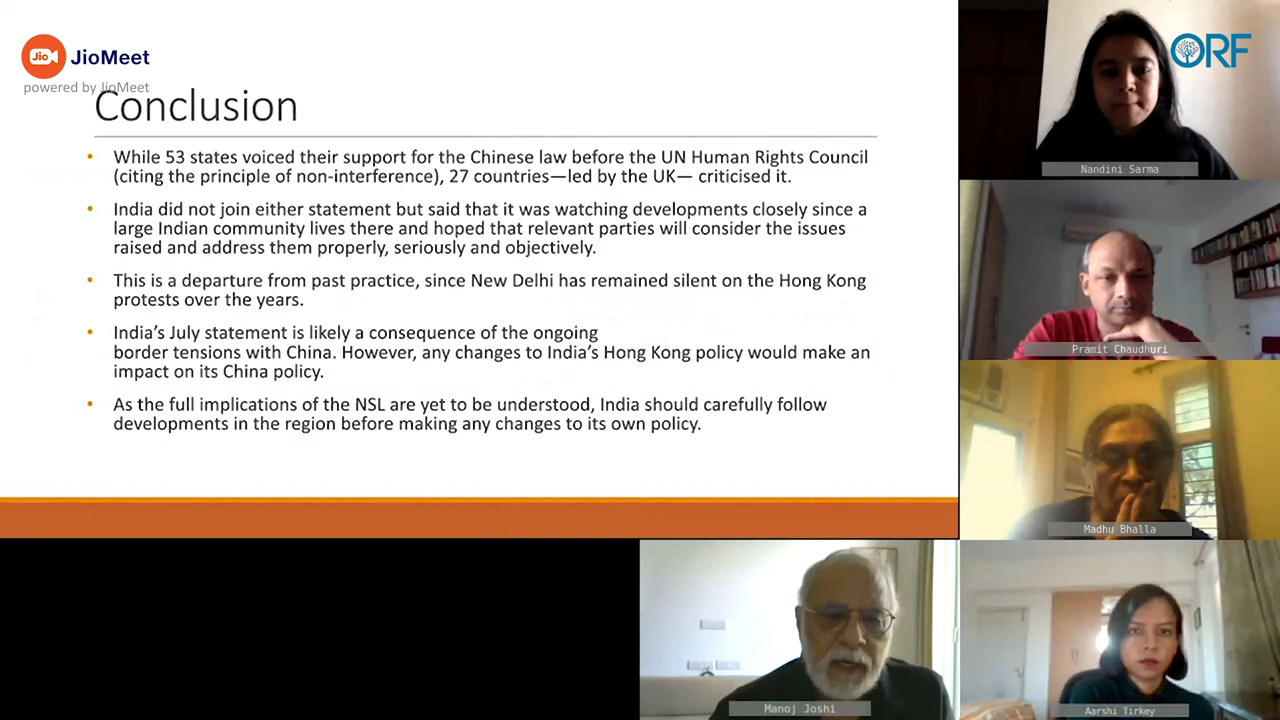 Jio
JioMeet
powered by JioMeet
Conclusion
• While 53 states voiced their support for the Chinese law before the UN Human Rights Council
(citing the principle of non-interference), 27 countries—led by the UK— criticised it.
• India did not join either statement but said that it was watching developments closely since a
large Indian community lives there and hoped that relevant parties will consider the issues
raised and address them properly, seriously and objectively.
• This is a departure from past practice, since New Delhi has remained silent on the Hong Kong
protests over the years.
• India’s July statement is likely a consequence of the ongoing
border tensions with China. However, any changes to India’s Hong Kong policy would make an
impact on its China policy.
• As the full implications of the NSL are yet to be understood, India should carefully follow
developments in the region before making any changes to its own policy.
ORF
Nandini Sarma
Pramit Chaudhuri
Madhu Bhalla
Manoj Joshi
Aarshi Tirkey